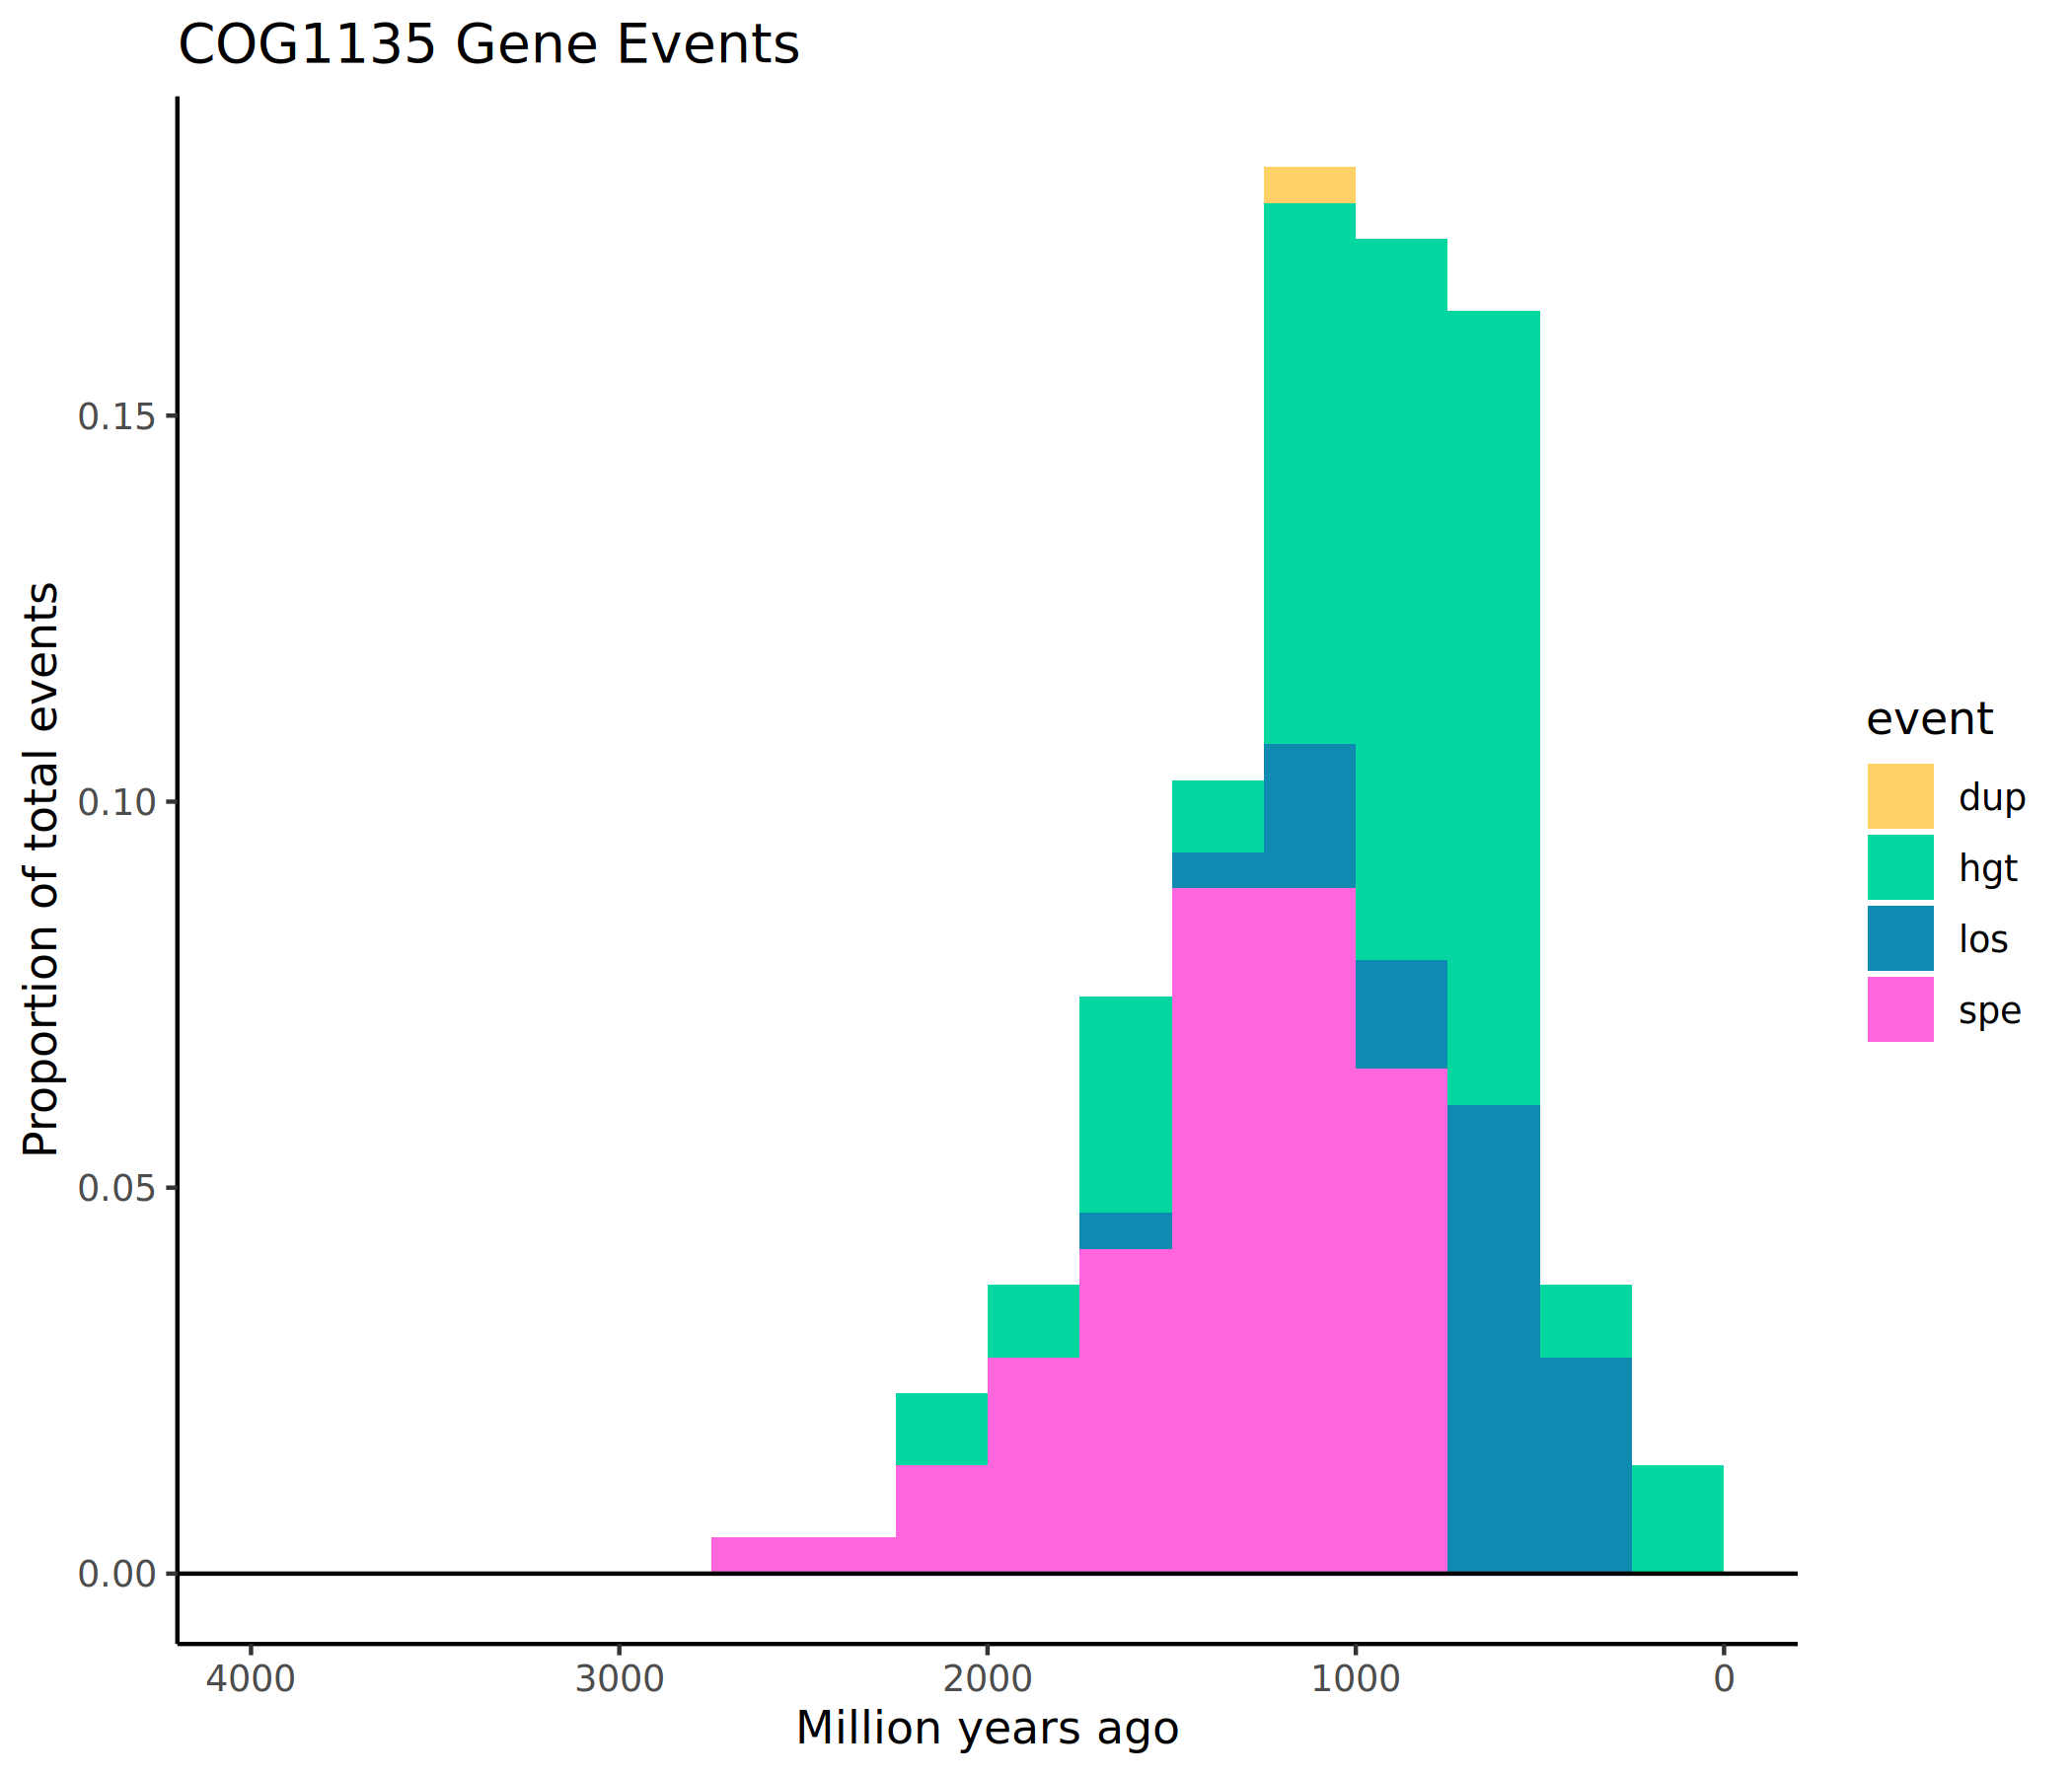 COG1135 Gene Events
Proportion of total events
0.15
0.10
0.05
0.00
4000 3000 2000 1000 0
Million years ago
event
dup
hgt
los
spe